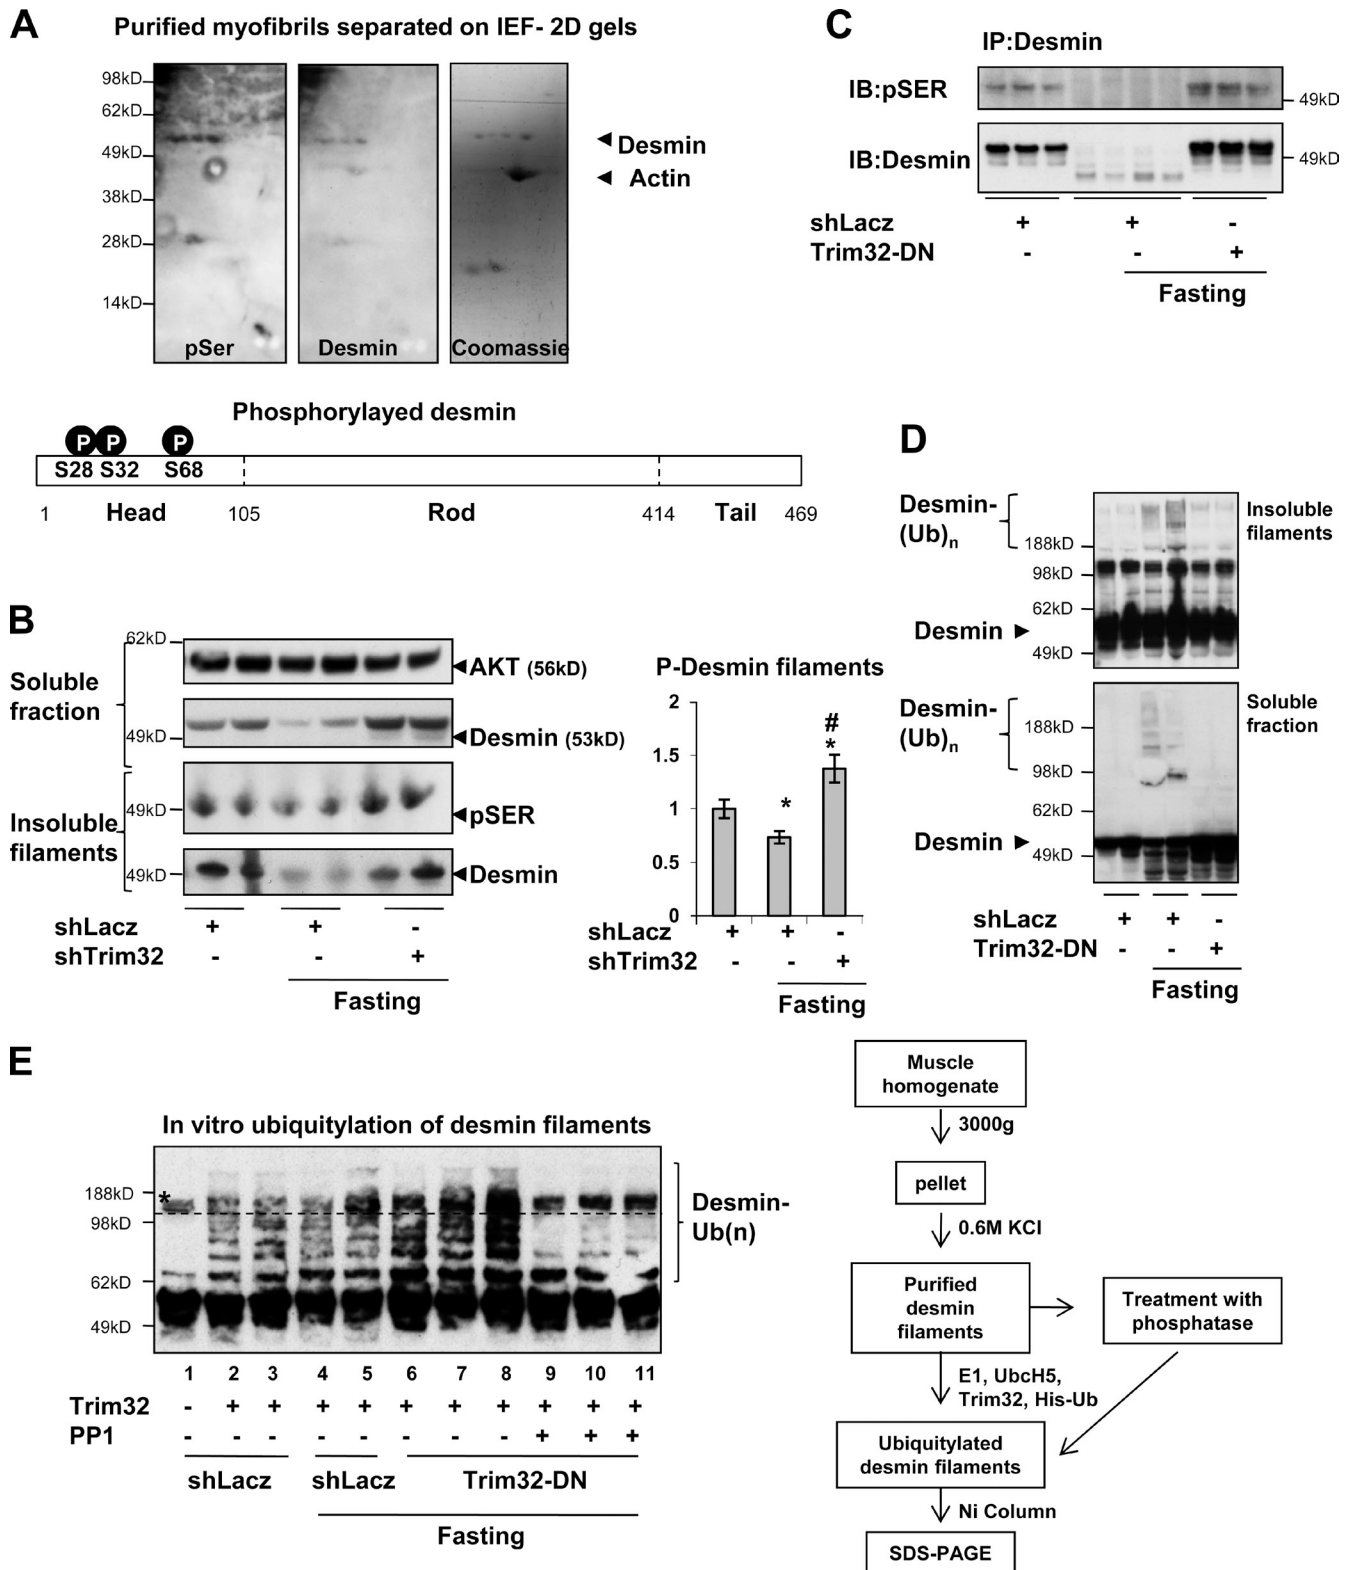 A
Purified myofibrils separated on IEF- 2D gels
98kD
62kD
49kD
38kD
28kD
14kD
pSer
Desmin
Coomassie
Desmin
Actin
Phosphorylayed desmin
P P P
S28 S32 S68
1 Head 105 Rod 414 Tail 469
B
Soluble
fraction
Insoluble
filaments
62kD
49kD
49kD
49kD
AKT (56kD)
Desmin (53kD)
pSER
Desmin
shLacz + + -
shTrim32 - - +
Fasting
P-Desmin filaments
2
1.5
1
0.5
0
*
#
*
shLacz + + -
shTrim32 - - +
Fasting
C
IP:Desmin
IB:pSER
49kD
IB:Desmin
49kD
shLacz + + -
Trim32-DN - - +
Fasting
D
Desmin-
(Ub)n
188kD
98kD
62kD
Desmin
49kD
Insoluble
filaments
Desmin-
(Ub)n
188kD
98kD
62kD
Desmin
49kD
Soluble
fraction
shLacz + + -
Trim32-DN - - +
Fasting
E
In vitro ubiquitylation of desmin filaments
188kD
*
98kD
62kD
49kD
Desmin-
Ub(n)
1 2 3 4 5 6 7 8 9 10 11
Trim32 - + + + + + + + + + +
PP1 - - - - - - - - + + +
shLacz shLacz Trim32-DN
Fasting
Muscle
homogenate
3000g
pellet
0.6M KCl
Purified
desmin
filaments
Treatment with
phosphatase
E1, UbcH5,
Trim32, His-Ub
Ubiquitylated
desmin filaments
Ni Column
SDS-PAGE